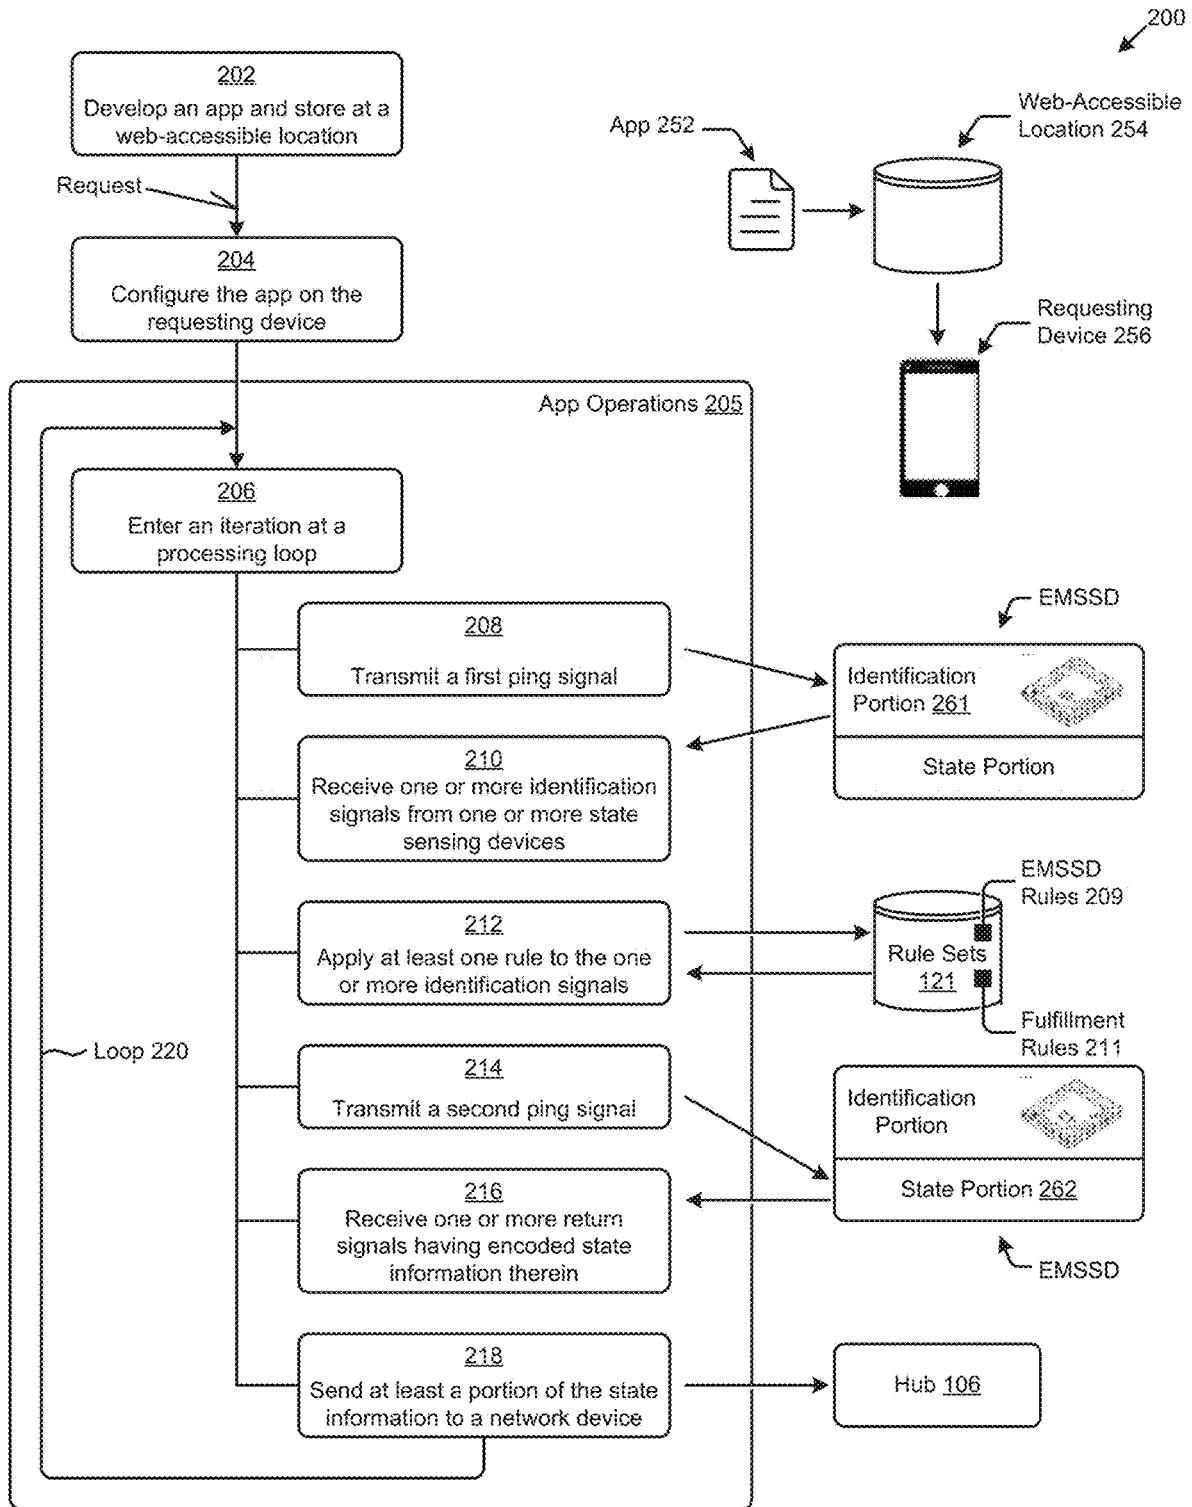 200
202
Develop an app and store at a
web-accessible location
Request
204
Configure the app on the
requesting device
App 252
Web-Accessible
Location 254
Requesting
Device 256
App Operations 205
206
Enter an iteration at a
processing loop
208
Transmit a first ping signal
EMSSD
Identification
Portion 261
...
State Portion
210
Receive one or more identification
signals from one or more state
sensing devices
212
Apply at least one rule to the one
or more identification signals
EMSSD
Rules 209
Rule Sets
121
Fulfillment
Rules 211
Loop 220
214
Transmit a second ping signal
Identification
Portion
...
State Portion 262
EMSSD
216
Receive one or more return
signals having encoded state
information therein
218
Send at least a portion of the state
information to a network device
Hub 106